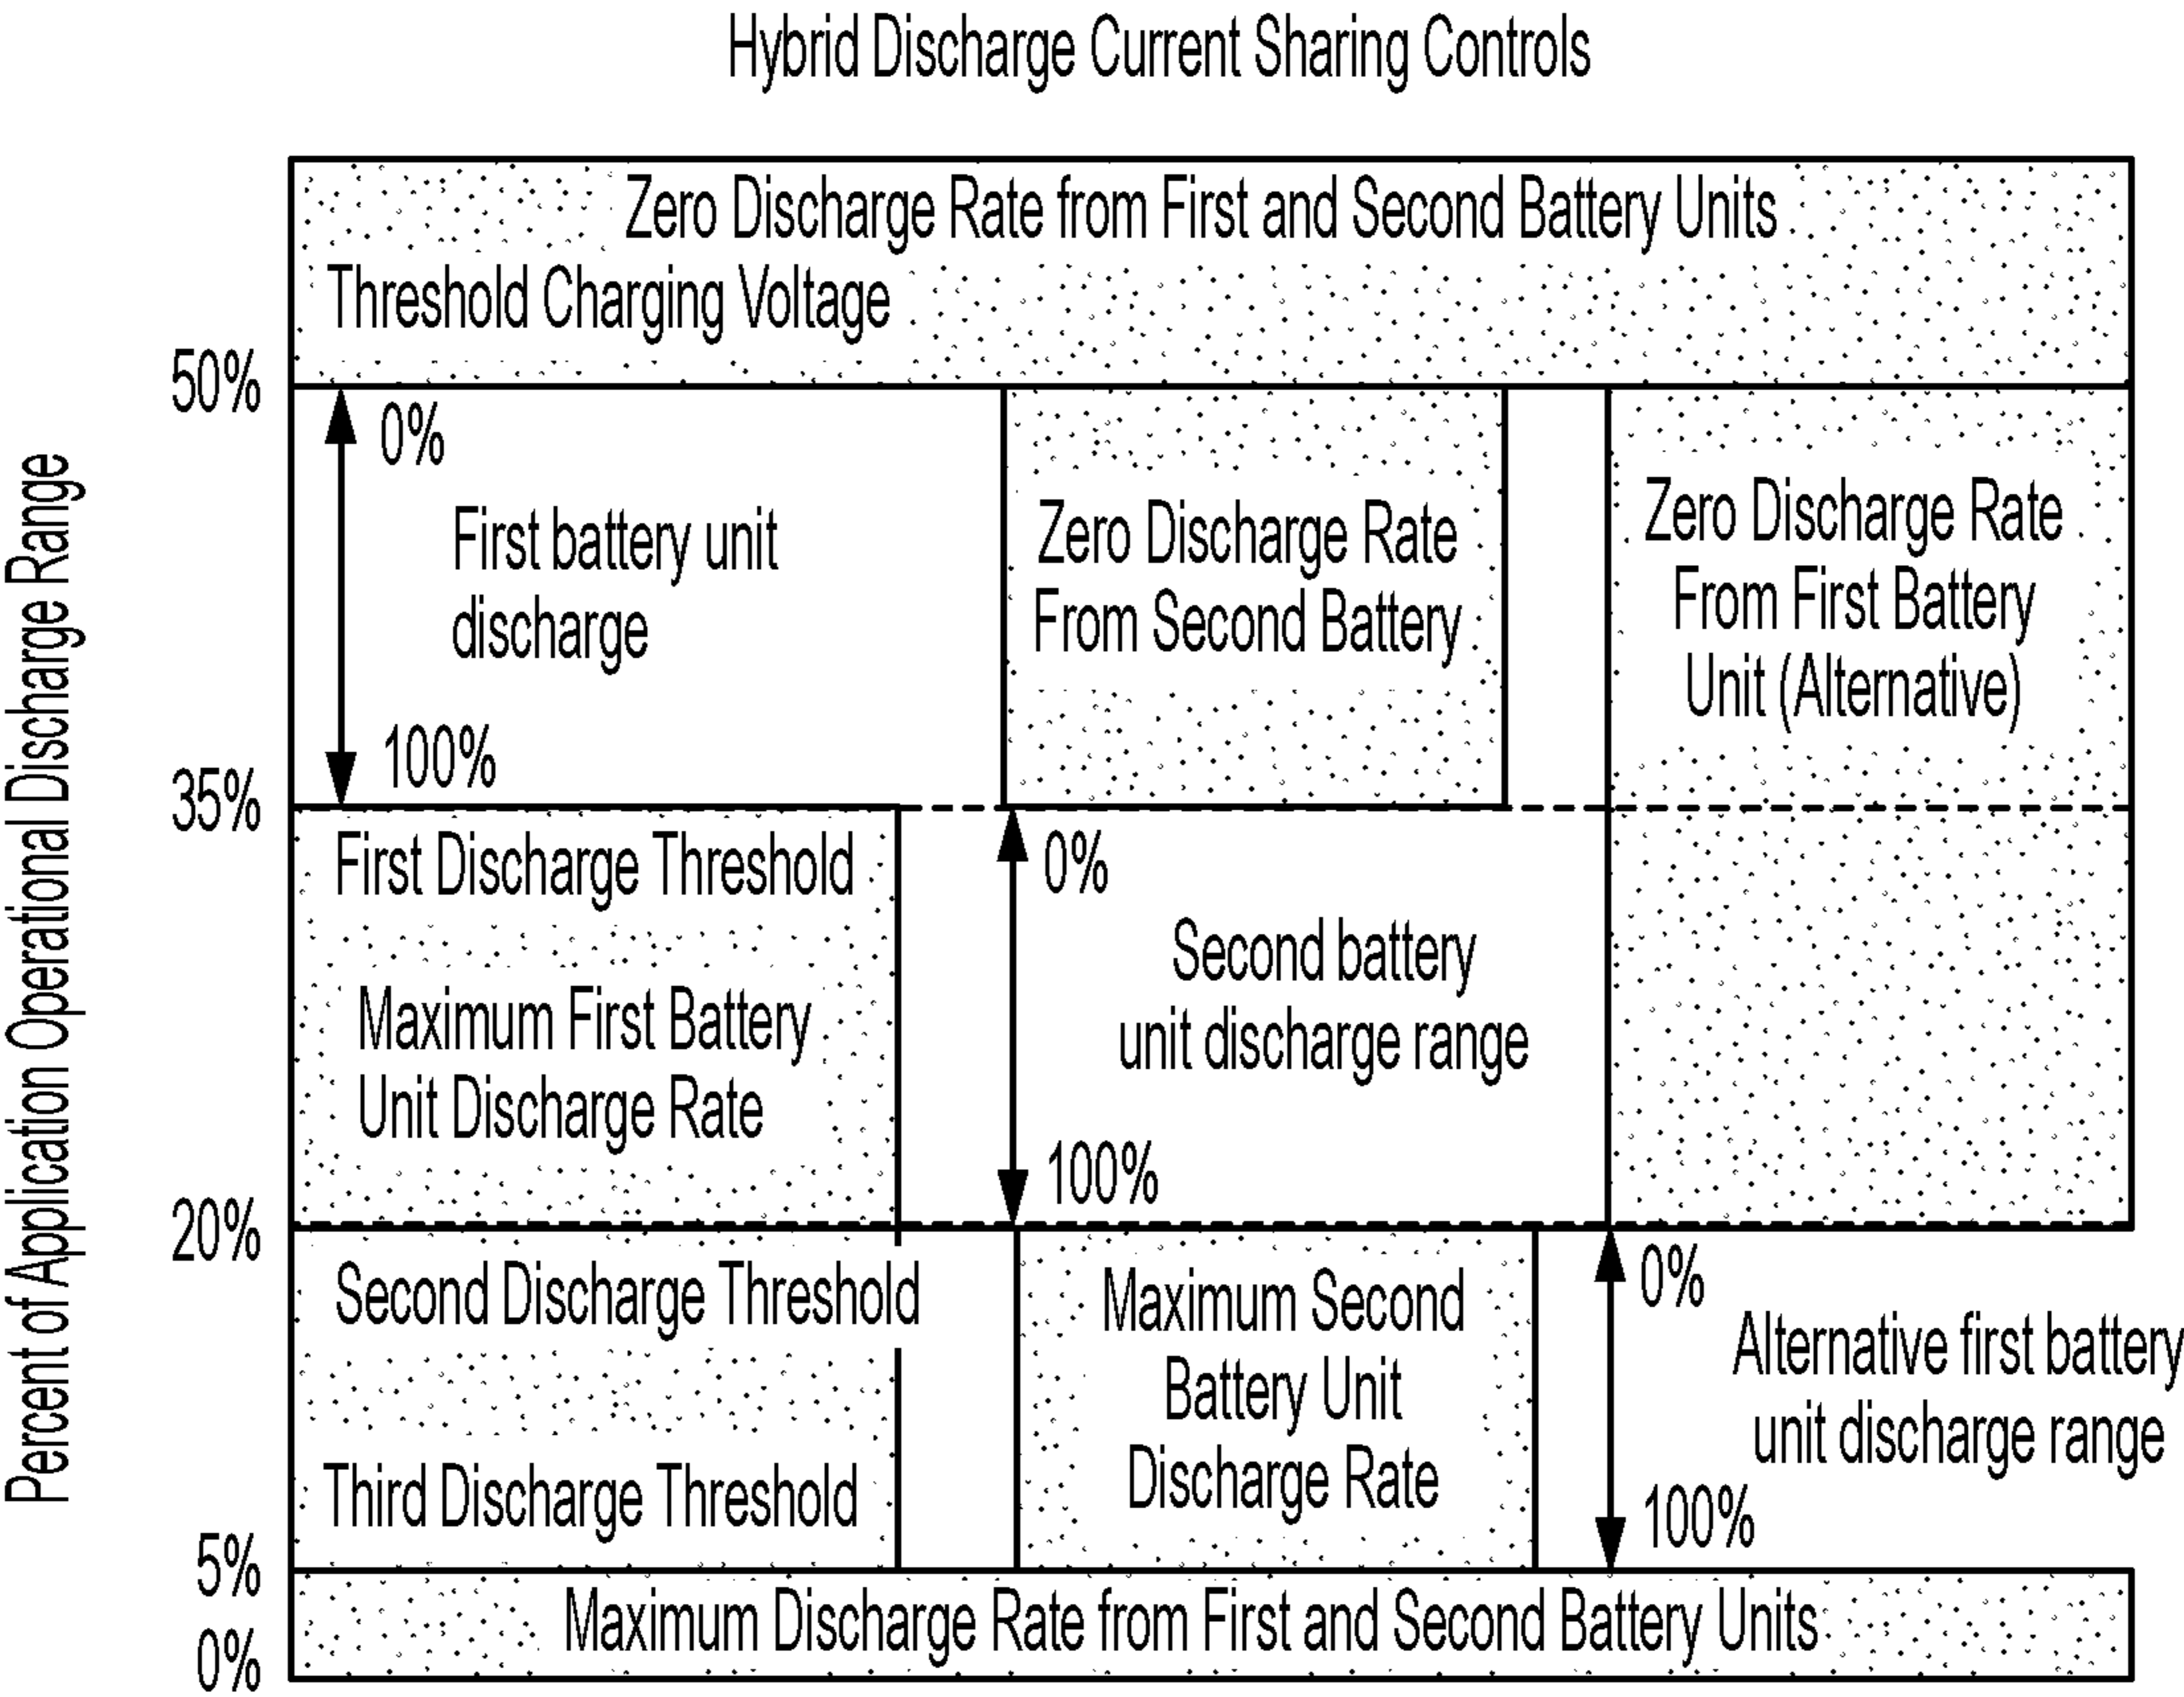 Hybrid Discharge Current Sharing Controls
Percent of Application Operational Discharge Range
Zero Discharge Rate from First and Second Battery Units
Threshold Charging Voltage
50%
0%
First battery unit
discharge
100%
Zero Discharge Rate
From Second Battery
Zero Discharge Rate
From First Battery
Unit (Alternative)
35%
First Discharge Threshold
Maximum First Battery
Unit Discharge Rate
0%
Second battery
unit discharge range
100%
20%
Second Discharge Threshold
Third Discharge Threshold
Maximum Second
Battery Unit
Discharge Rate
0%
Alternative first battery
unit discharge range
100%
5%
Maximum Discharge Rate from First and Second Battery Units
0%